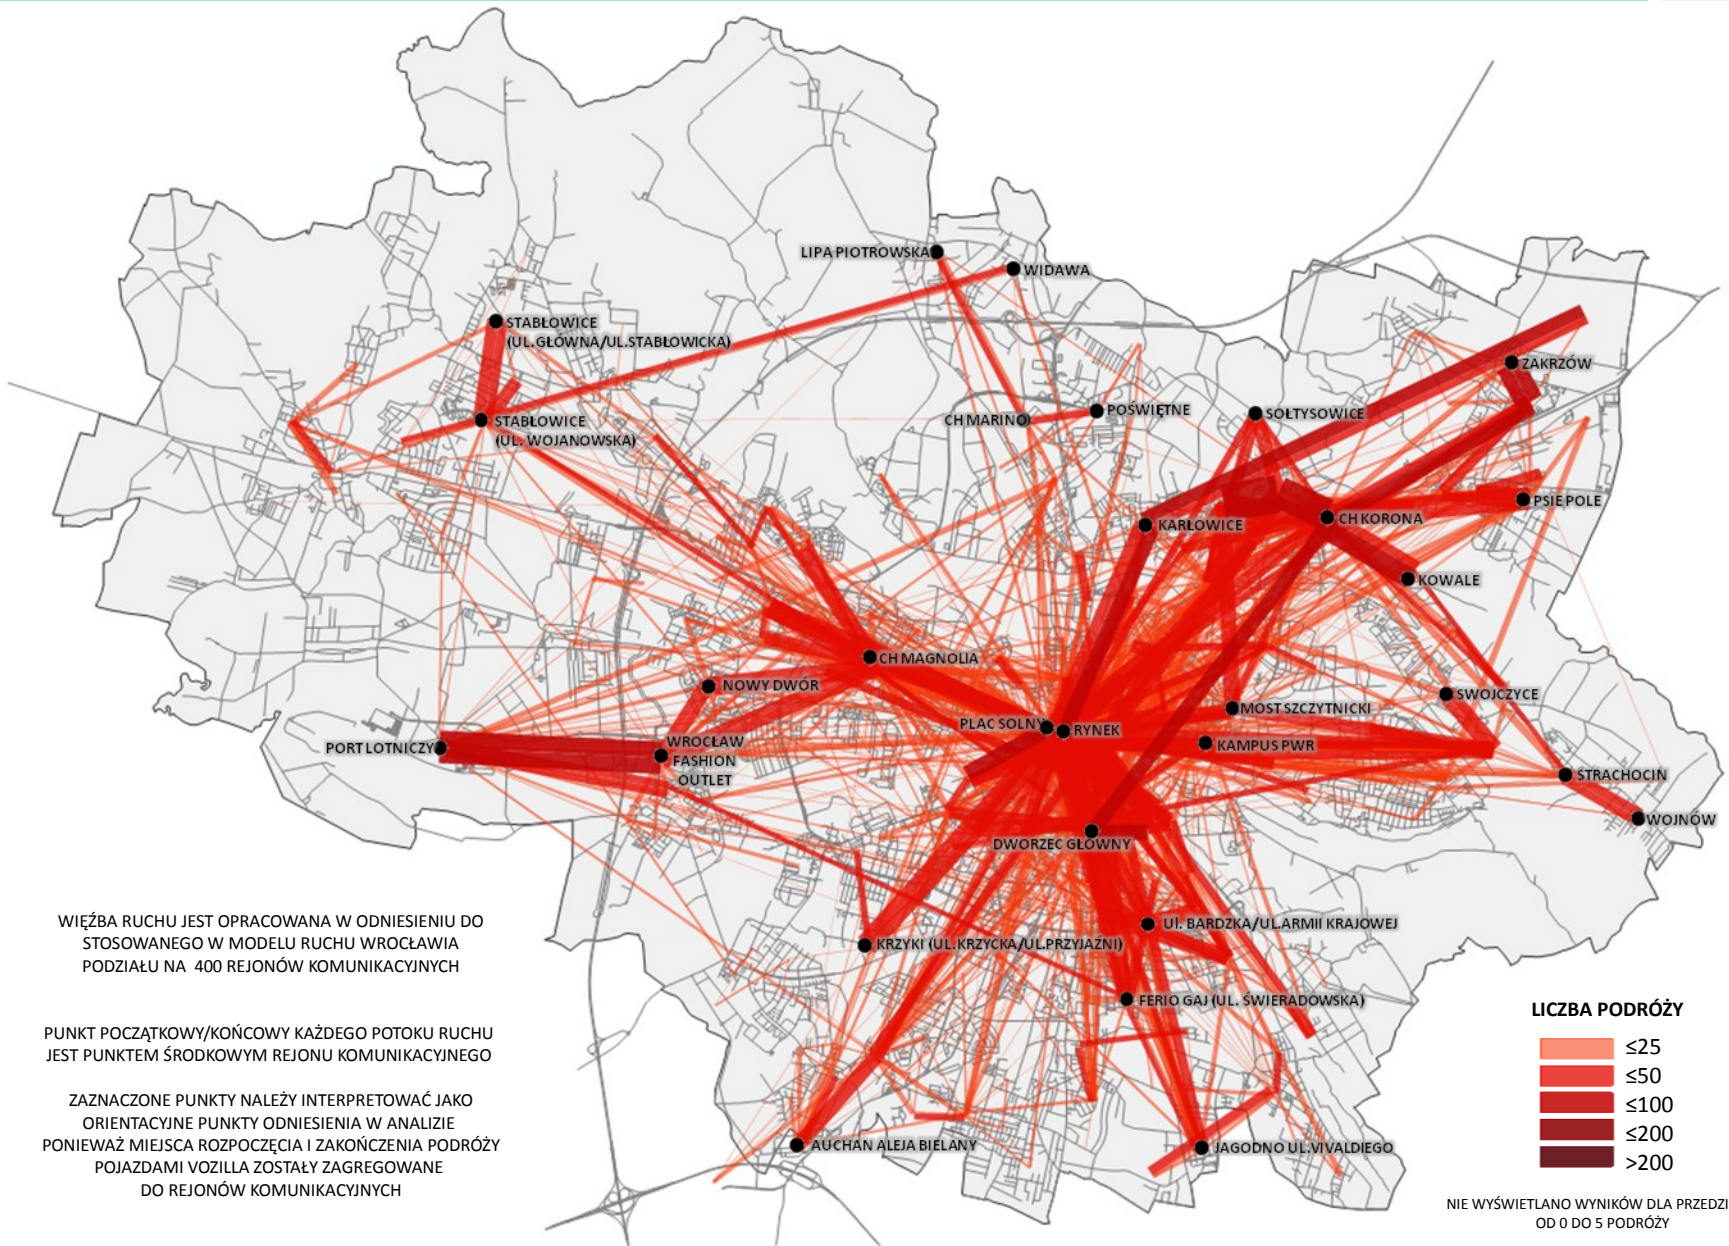 LIPA PIOTROWSKA
WIDAWA
STABŁOWICE
(UL.GŁÓWNA/UL.STABŁOWICKA)
ZAKRZÓW
STABŁOWICE
(UL. WOJANOWSKA)
CH MARINO
POŚWIĘTNE
SOŁTYSOWICE
PSIE POLE
KARŁOWICE
CH KORONA
KOWALE
CH MAGNOLIA
NOWY DWÓR
SWOJCZYCE
MOST SZCZYTNICKI
PLAC SOLNY
RYNEK
PORT LOTNICZY
WROCŁAW
FASHION
OUTLET
KAMPUS PWR
STRACHOCIN
WOJNÓW
DWORZEC GŁÓWNY
Ul. BARDZKA/UL.ARMII KRAJOWEJ
KRZYKI (UL.KRZYCKA/UL.PRZYJAŹNI)
FERIO GAJ (UL. ŚWIERADOWSKA)
AUCHAN ALEJA BIELANY
JAGODNO UL.VIVALDIEGO
WIĘŹBA RUCHU JEST OPRACOWANA W ODNIESIENIU DO
STOSOWANEGO W MODELU RUCHU WROCŁAWIA
PODZIAŁU NA 400 REJONÓW KOMUNIKACYJNYCH
PUNKT POCZĄTKOWY/KOŃCOWY KAŻDEGO POTOKU RUCHU
JEST PUNKTEM ŚRODKOWYM REJONU KOMUNIKACYJNEGO
ZAZNACZONE PUNKTY NALEŻY INTERPRETOWAĆ JAKO
ORIENTACYJNE PUNKTY ODNIESIENIA W ANALIZIE
PONIEWAŻ MIEJSCA ROZPOCZĘCIA I ZAKOŃCZENIA PODRÓŻY
POJAZDAMI VOZILLA ZOSTAŁY ZAGREGOWANE
DO REJONÓW KOMUNIKACYJNYCH
LICZBA PODRÓŻY
≤25
≤50
≤100
≤200
>200
NIE WYŚWIETLANO WYNIKÓW DLA PRZEDZI
OD 0 DO 5 PODRÓŻY